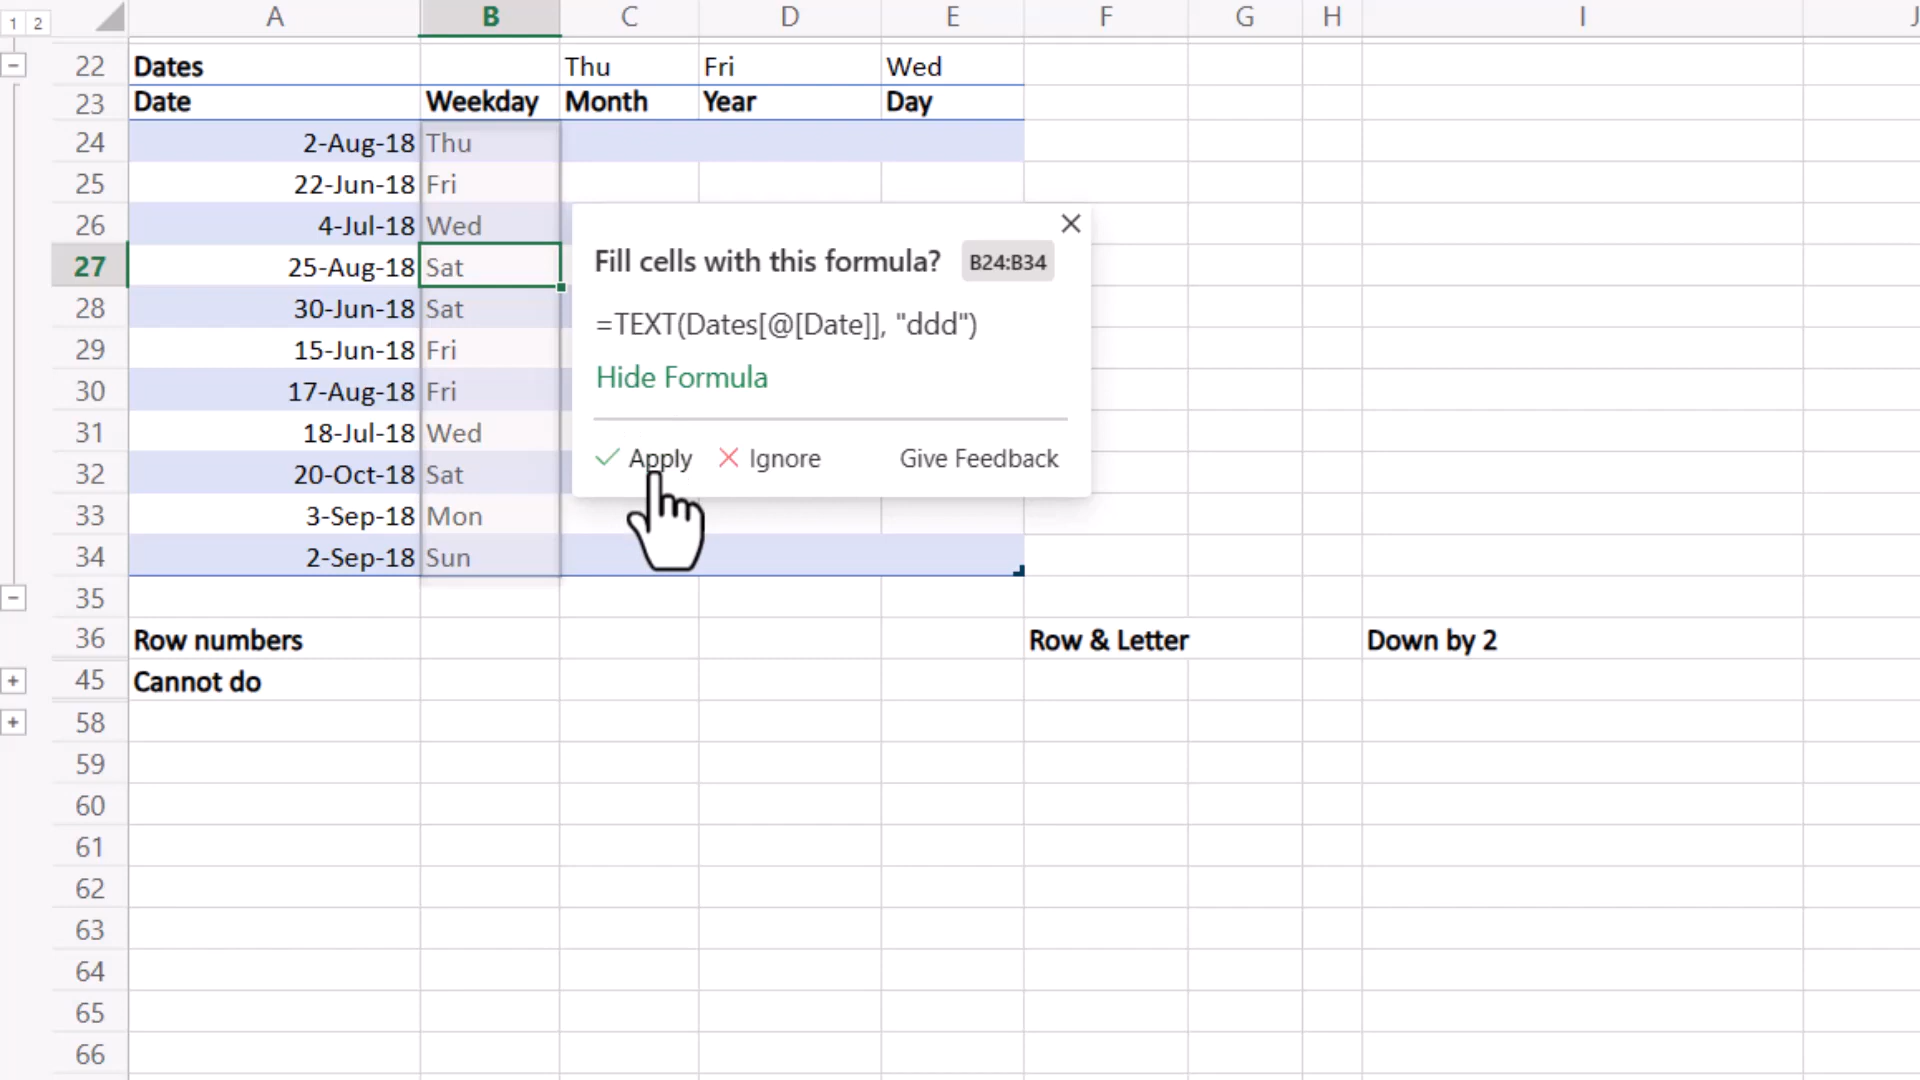 1 2 A B C D E F G H I J
22 Dates Thu Fri Wed
23 Date Weekday Month Year Day
24 2-Aug-18 Thu
25 22-Jun-18 Fri
26 4-Jul-18 Wed
27 25-Aug-18 Sat
28 30-Jun-18 Sat
29 15-Jun-18 Fri
30 17-Aug-18 Fri
31 18-Jul-18 Wed
32 20-Oct-18 Sat
33 3-Sep-18 Mon
34 2-Sep-18 Sun
Fill cells with this formula? B24:B34
=TEXT(Dates[@[Date]], "ddd")
Hide Formula
Apply Ignore Give Feedback
35
36 Row numbers Row & Letter Down by 2
45 Cannot do
58
59
60
61
62
63
64
65
66